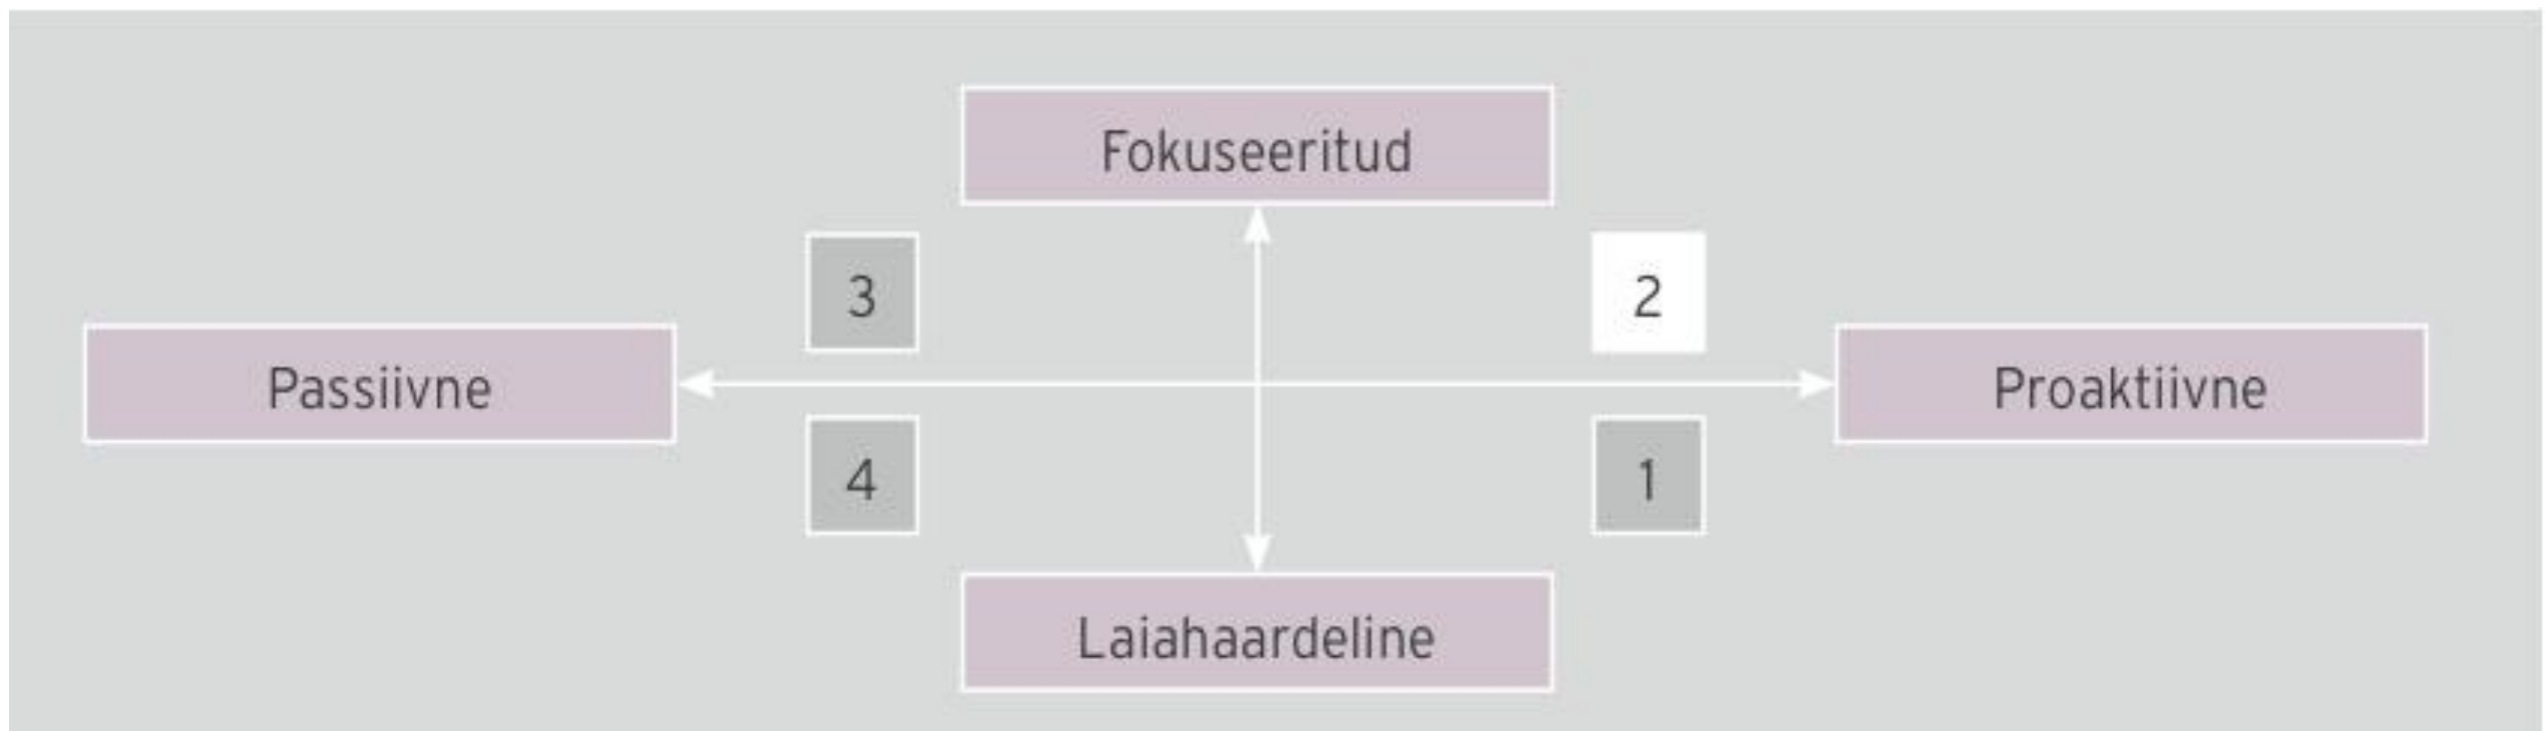 Fokuseeritud
3
2
Passiivne
Proaktiivne
4
1
Laiahaardeline